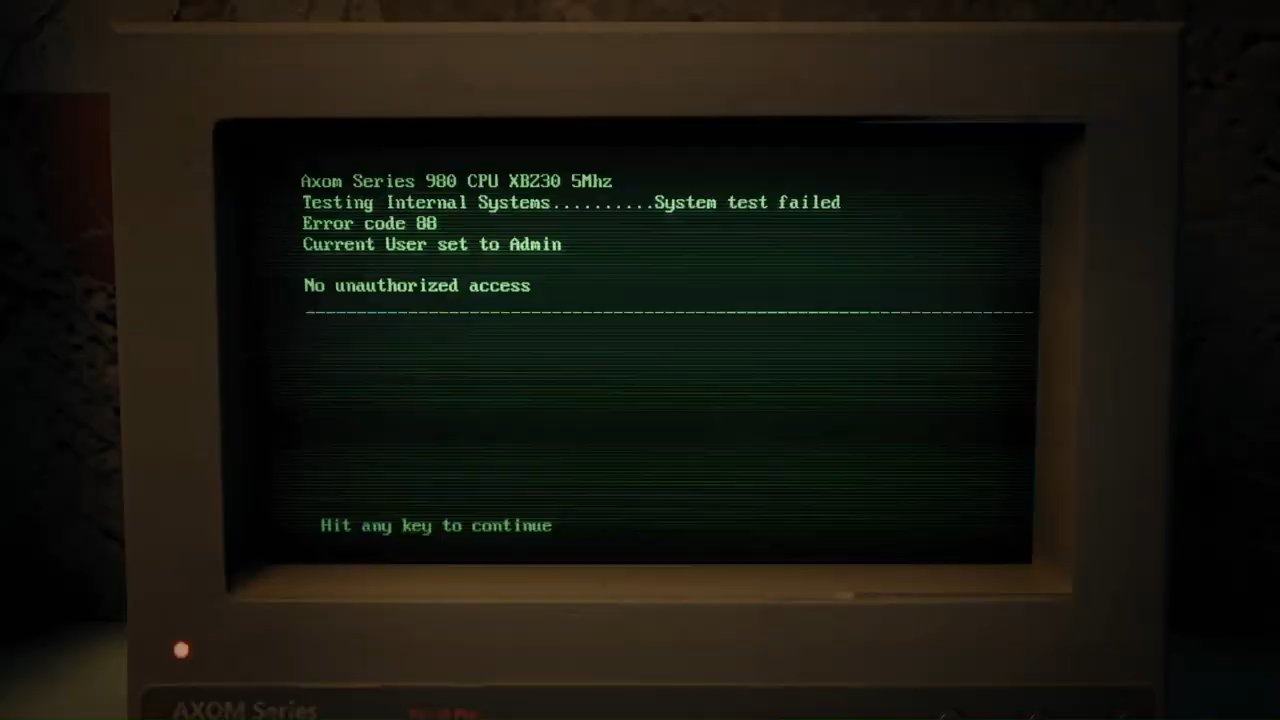 Axom Series 980 CPU XB230 5Mhz
Testing Internal Systems..........System test failed
Error code 88
Current User set to Admin
No unauthorized access
Hit any key to continue
AXOM Series